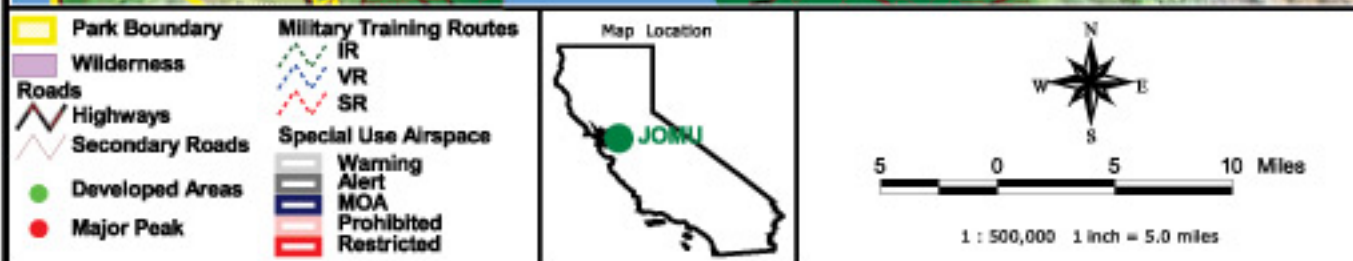 Park Boundary
Wilderness
Roads
Highways
Secondary Roads
Developed Areas
Major Peak
Military Training Routes
IR
VR
SR
Special Use Airspace
Warning
Alert
MOA
Prohibited
Restricted
Map Location
JOMU
N
W E
S
5 0 5 10 Miles
1 : 500,000 1 inch = 5.0 miles